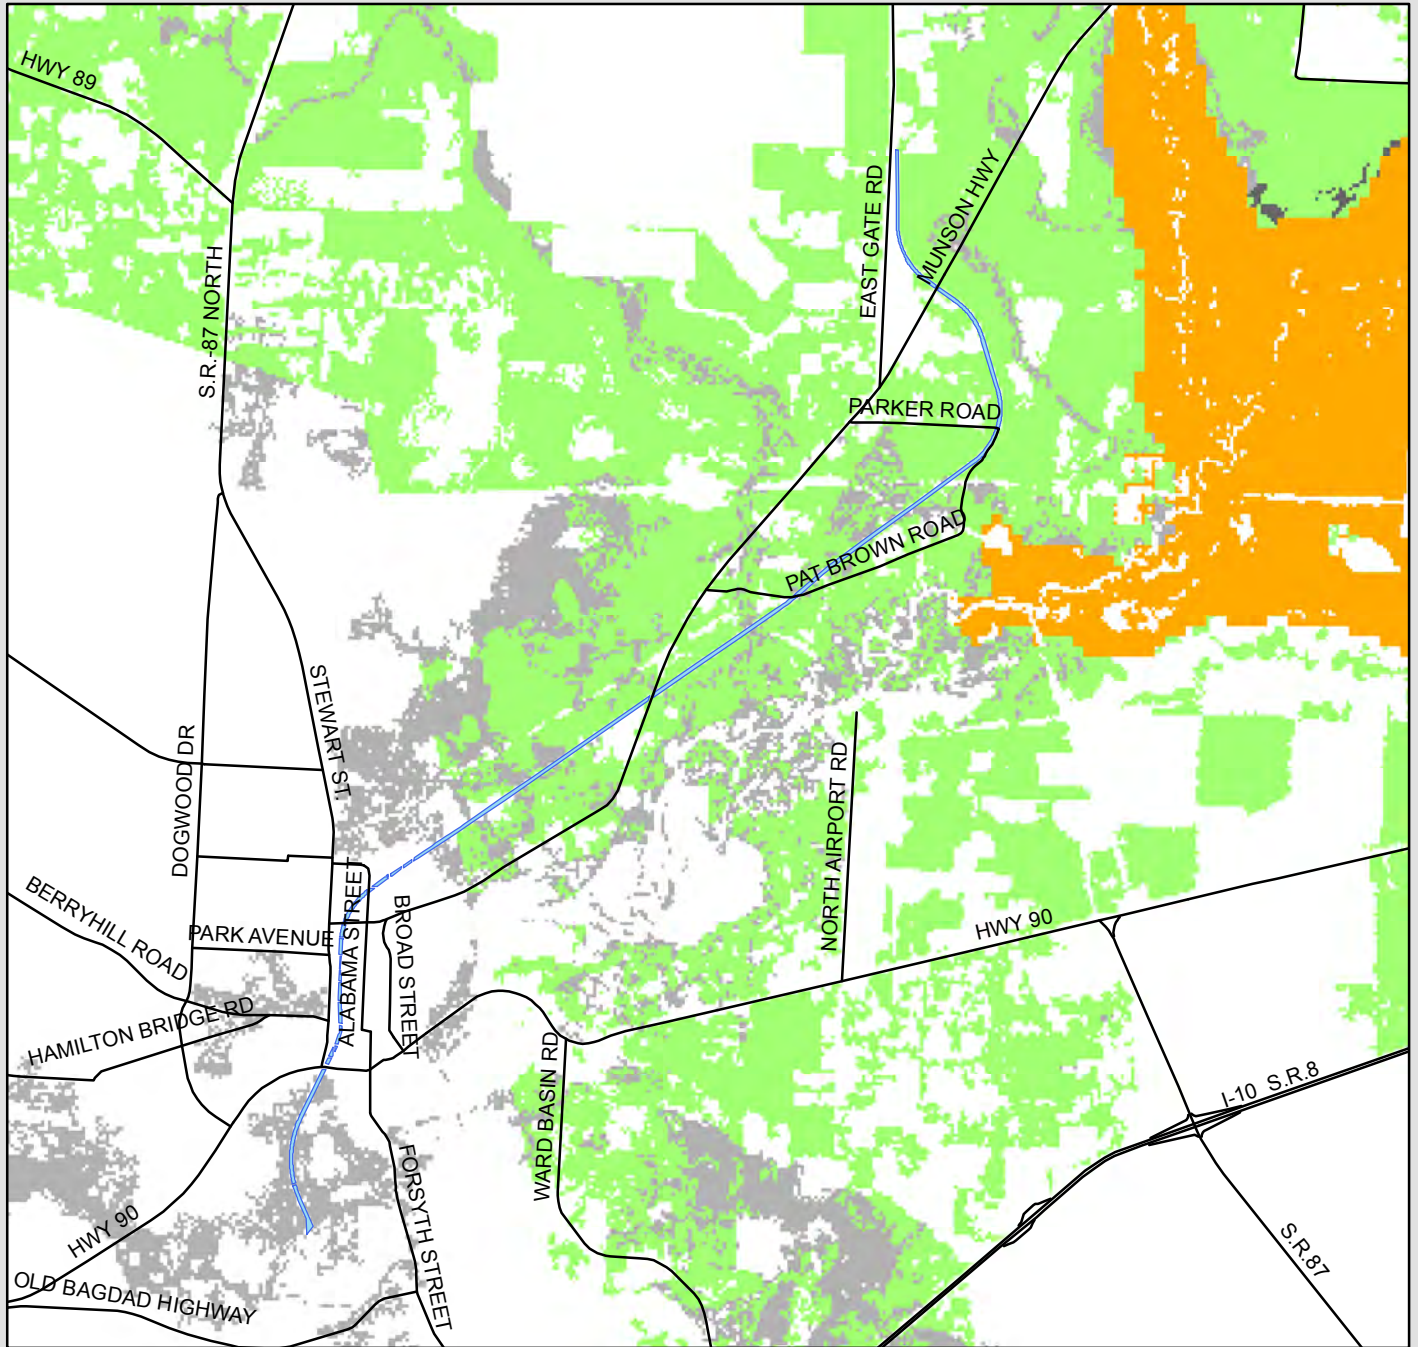 HWY 89
EAST GATE RD
MUNSON HWY
S.R.-87 NORTH
PARKER ROAD
PAT BROWN ROAD
STEWART ST.
DOGWOOD DR
NORTH AIRPORT RD
ALABAMA STREET
BERRYHILL ROAD
BROAD STREET
PARK AVENUE
HWY 90
HAMILTON BRIDGE RD
WARD BASIN RD
I-10 S.R.8
FORSYTH STREET
HWY 90
S.R.87
OLD BAGDAD HIGHWAY